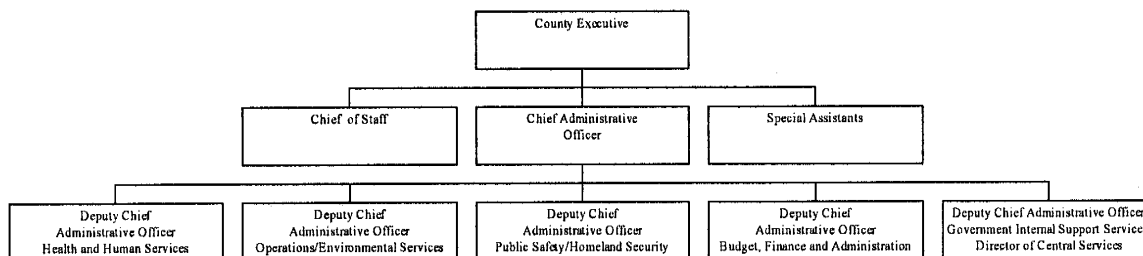 County Executive
Chief of Staff
Chief Administrative
Officer
Special Assistants
Deputy Chief
Administrative Officer
Health and Human Services
Deputy Chief
Administrative Officer
Operations/Environmental Services
Deputy Chief
Administrative Officer
Public Safety/Homeland Security
Deputy Chief
Administrative Officer
Budget, Finance and Administration
Deputy Chief Administrative Officer
Government Internal Support Services
Director of Central Services